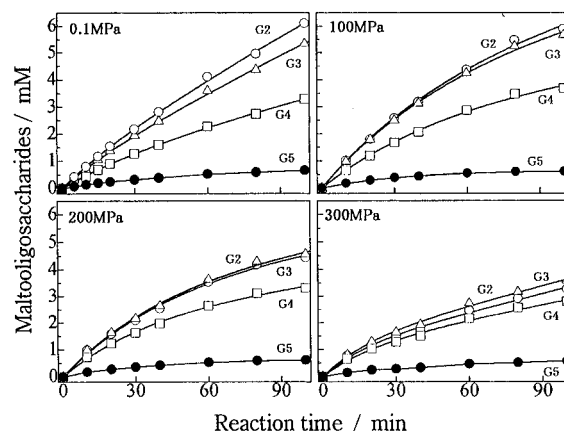 0.1MPa
G2
G3
G4
G5
100MPa
G2
G3
G4
G5
200MPa
G2
G3
G4
G5
300MPa
G2
G3
G4
G5
6
5
4
3
2
1
0
6
5
4
3
2
1
0
0 30 60 90 0 30 60 90
Maltooligosaccharides / mM
Reaction time / min